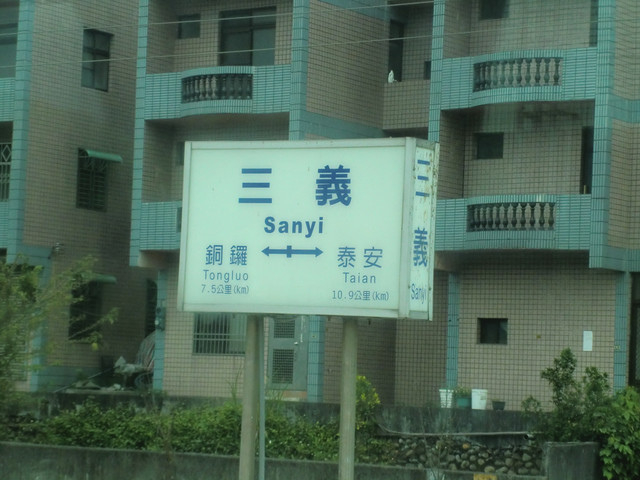 三義
Sanyi
銅鑼
Tongluo
7.5公里(km)
泰安
Taian
10.9公里(km)
三義
Sanyi